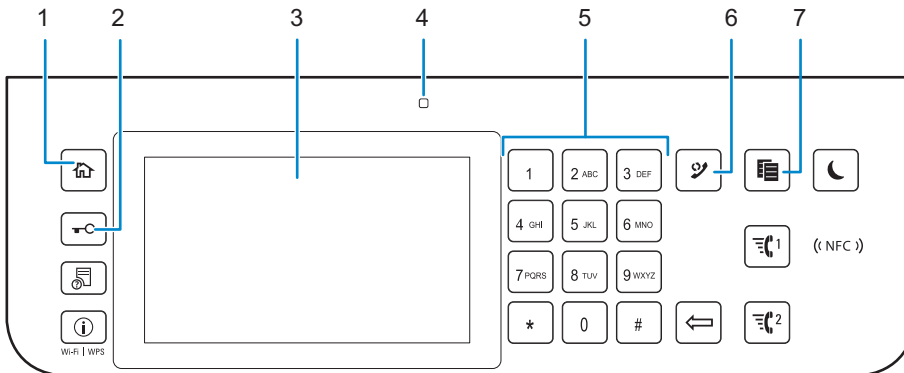 1 2 3 4 5 6 7
1 2 ABC 3 DEF
4 GHI 5 JKL 6 MNO
1 ((NFC))
7 PQRS 8 TUV 9 WXYZ
* 0 # 2
Wi-Fi | WPS